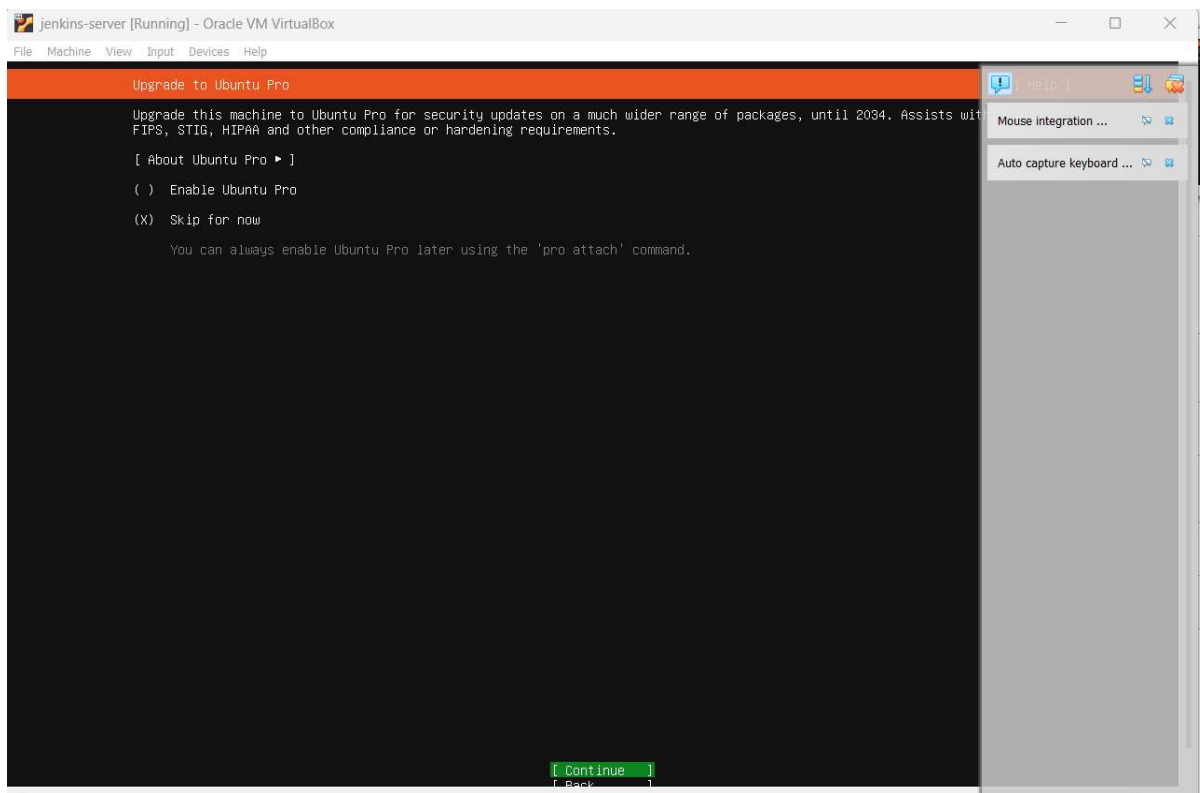 jenkins-server [Running] - Oracle VM VirtualBox
File Machine View Input Devices Help
Upgrade to Ubuntu Pro
[ Help ]
Upgrade this machine to Ubuntu Pro for security updates on a much wider range of packages, until 2034. Assists wit
FIPS, STIG, HIPAA and other compliance or hardening requirements.
Mouse integration ...
[ About Ubuntu Pro ▸ ]
Auto capture keyboard ...
( ) Enable Ubuntu Pro
(X) Skip for now
You can always enable Ubuntu Pro later using the 'pro attach' command.
[ Continue ]
[ Back ]